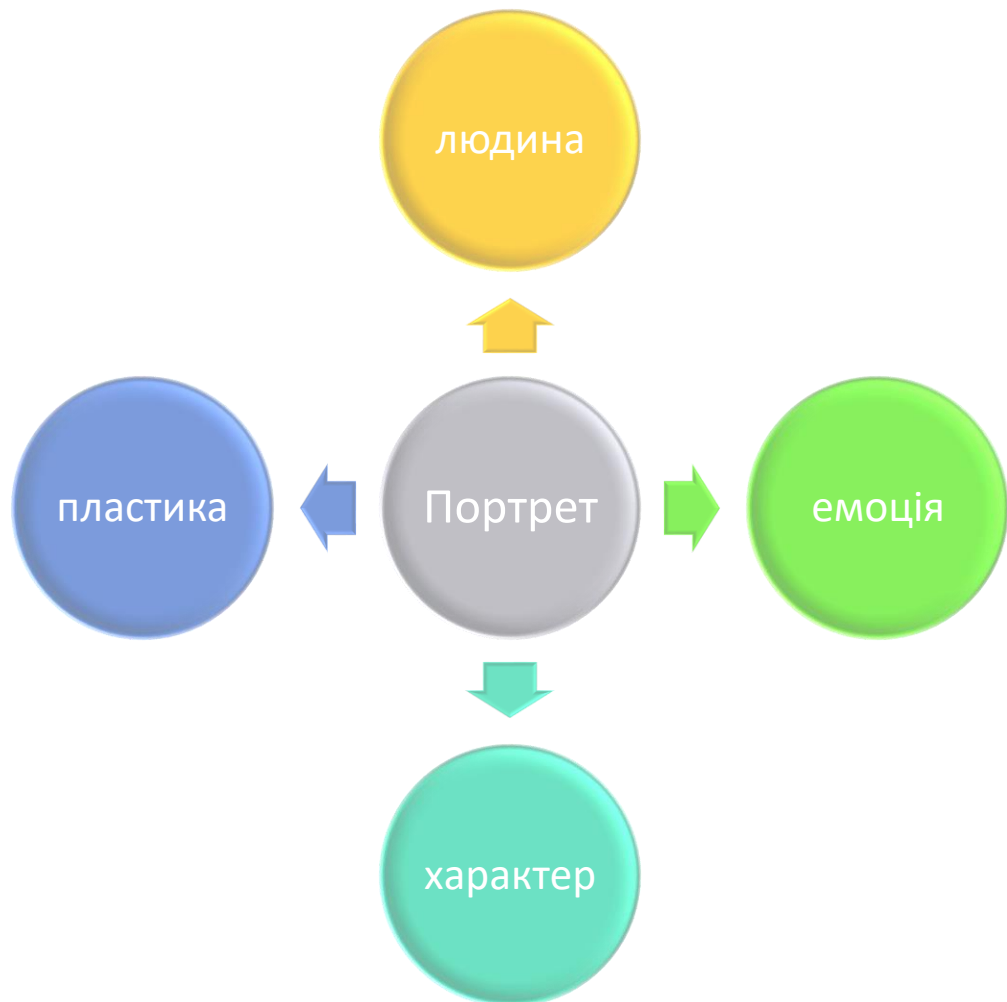 людина
пластика
Портрет
емоція
характер